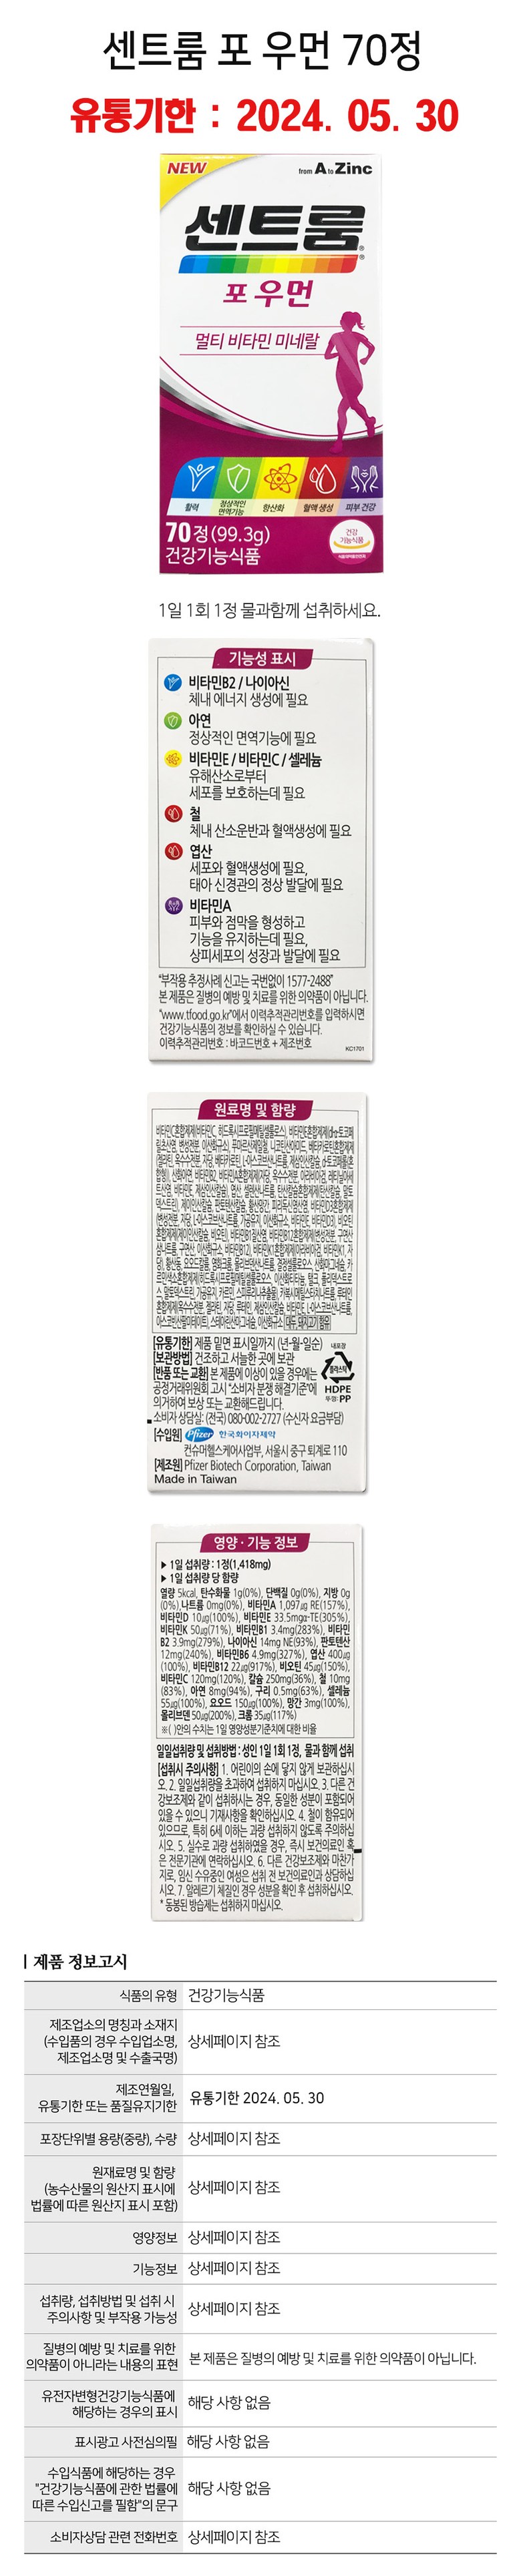 센트룸 포 우먼 70정
유통기한 : 2024. 05. 30
NEW
from A to Zinc
센트룸
포 우먼
멀티 비타민 미네랄
활력 정상적인 면역기능 항산화 혈액 생성 피부 건강
70정(99.3g)
건강기능식품
건강
기능식품
1일 1회 1정 물과함께 섭취하세요.
기능성 표시
비타민B2 / 나이아신
체내 에너지 생성에 필요
아연
정상적인 면역기능에 필요
비타민E / 비타민C / 셀레늄
유해산소로부터
세포를 보호하는데 필요
철
체내 산소운반과 혈액생성에 필요
엽산
세포와 혈액생성에 필요,
태아 신경관의 정상 발달에 필요
비타민A
피부와 점막을 형성하고
기능을 유지하는데 필요,
상피세포의 성장과 발달에 필요
"부작용 추정사례 신고는 국번없이 1577-2488"
본 제품은 질병의 예방 및 치료를 위한 의약품이 아닙니다.
"www.tfood.go.kr"에서 이력추적관리번호를 입력하시면
건강기능식품의 정보를 확인하실 수 있습니다.
이력추적관리번호 : 바코드번호 + 제조번호
KC1701
원료명 및 함량
대두, 돼지고기 함유
[유통기한] 제품 밑면 표시일까지 (년·월·일순)
[보관방법] 건조하고 서늘한 곳에 보관
[반품 또는 교환] 본 제품에 이상이 있을 경우에는
공정거래위원회 고시 "소비자 분쟁 해결기준"에
의거하여 보상 또는 교환해드립니다.
내포장
플라스틱
HDPE
뚜껑: PP
소비자 상담실: (전국) 080-002-2727 (수신자 요금부담)
[수입원] Pfizer 한국화이자제약
컨슈머헬스케어사업부, 서울시 중구 퇴계로 110
[제조원] Pfizer Biotech Corporation, Taiwan
Made in Taiwan
영양 · 기능 정보
▶ 1일 섭취량 : 1정(1,418mg)
▶ 1일 섭취량 당 함량
열량 5kcal, 탄수화물 1g(0%), 단백질 0g(0%), 지방 0g
(0%), 나트륨 0mg(0%), 비타민A 1,097㎍ RE(157%),
비타민D 10㎍(100%), 비타민E 33.5mgα-TE(305%),
비타민K 50㎍(71%), 비타민B1 3.4mg(283%), 비타민
B2 3.9mg(279%), 나이아신 14mg NE(93%), 판토텐산
12mg(240%), 비타민B6 4.9mg(327%), 엽산 400㎍
(100%), 비타민B12 22㎍(917%), 비오틴 45㎍(150%),
비타민C 120mg(120%), 칼슘 250mg(36%), 철 10mg
(83%), 아연 8mg(94%), 구리 0.5mg(63%), 셀레늄
55㎍(100%), 요오드 150㎍(100%), 망간 3mg(100%),
몰리브덴 50㎍(200%), 크롬 35㎍(117%)
※( )안의 수치는 1일 영양성분기준치에 대한 비율
일일섭취량 및 섭취방법 : 성인 1일 1회 1정, 물과 함께 섭취
[섭취시 주의사항] 1. 어린이의 손에 닿지 않게 보관하십시
오. 2. 일일섭취량을 초과하여 섭취하지 마십시오. 3. 다른 건
강보조제와 같이 섭취하시는 경우, 동일한 성분이 포함되어
있을 수 있으니 기재사항을 확인하십시오. 4. 철이 함유되어
있으므로, 특히 6세 이하는 과량 섭취하지 않도록 주의하십
시오. 5. 실수로 과량 섭취하였을 경우, 즉시 보건의료인 혹
은 전문기관에 연락하십시오. 6. 다른 건강보조제와 마찬가
지로, 임신 수유중인 여성은 섭취 전 보건의료인과 상담하십
시오. 7. 알레르기 체질인 경우 성분을 확인 후 섭취하십시오.
* 동봉된 방습제는 섭취하지 마십시오.
제품 정보고시
식품의 유형 건강기능식품
제조업소의 명칭과 소재지
(수입품의 경우 수입업소명,
제조업소명 및 수출국명)
상세페이지 참조
제조연월일,
유통기한 또는 품질유지기한
유통기한 2024. 05. 30
포장단위별 용량(중량), 수량 상세페이지 참조
원재료명 및 함량
(농수산물의 원산지 표시에
법률에 따른 원산지 표시 포함)
상세페이지 참조
영양정보 상세페이지 참조
기능정보 상세페이지 참조
섭취량, 섭취방법 및 섭취 시
주의사항 및 부작용 가능성
상세페이지 참조
질병의 예방 및 치료를 위한
의약품이 아니라는 내용의 표현
본 제품은 질병의 예방 및 치료를 위한 의약품이 아닙니다.
유전자변형건강기능식품에
해당하는 경우의 표시
해당 사항 없음
표시광고 사전심의필 해당 사항 없음
수입식품에 해당하는 경우
"건강기능식품에 관한 법률에
따른 수입신고를 필함"의 문구
해당 사항 없음
소비자상담 관련 전화번호 상세페이지 참조